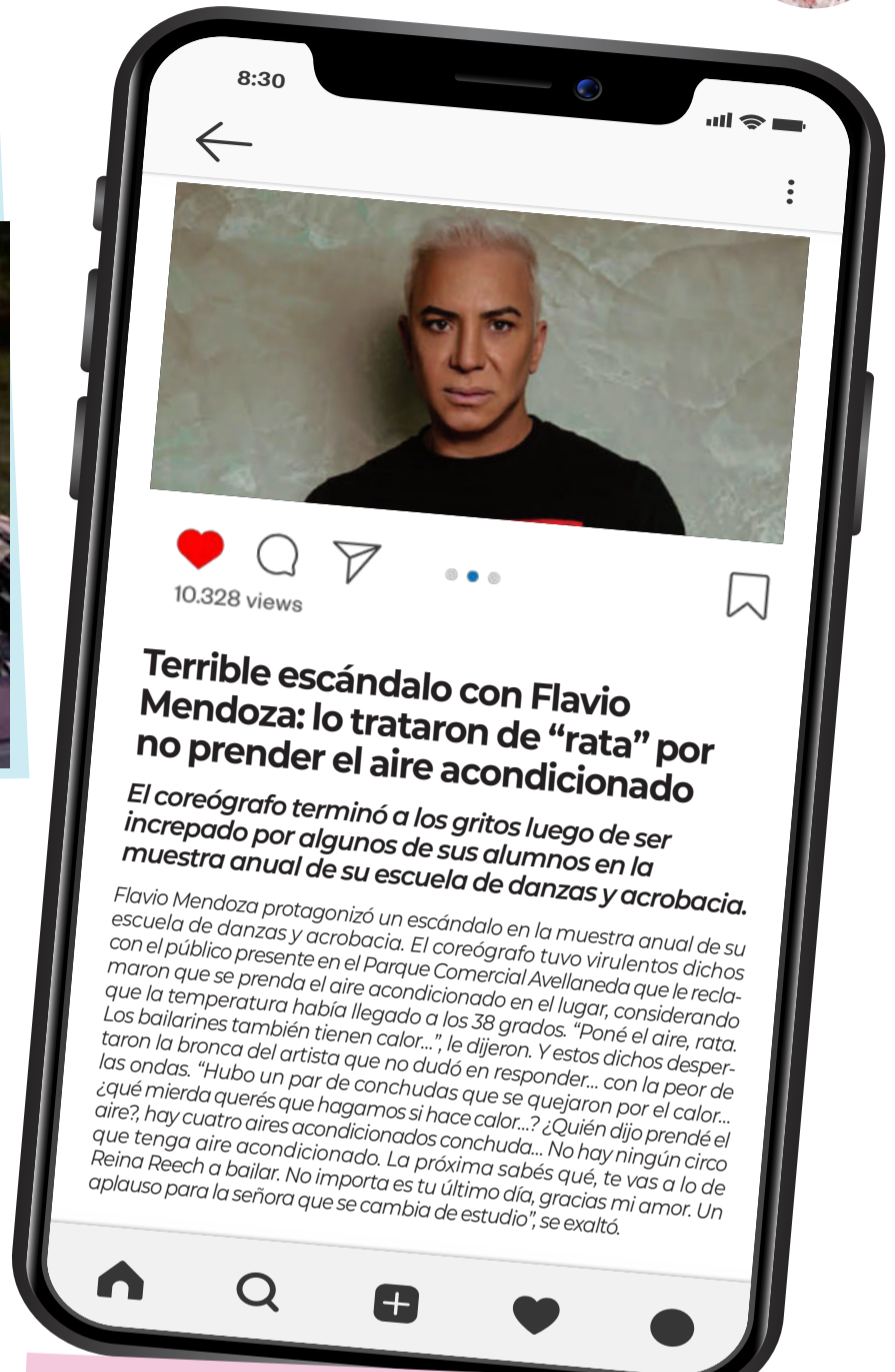 8:30
10.328 views
Terrible escándalo con Flavio
Mendoza: lo trataron de “rata” por
no prender el aire acondicionado
El coreógrafo terminó a los gritos luego de ser
increpado por algunos de sus alumnos en la
muestra anual de su escuela de danzas y acrobacia.
Flavio Mendoza protagonizó un escándalo en la muestra anual de su
escuela de danzas y acrobacia. El coreógrafo tuvo virulentos dichos
con el público presente en el Parque Comercial Avellaneda que le recla-
maron que se prenda el aire acondicionado en el lugar, considerando
que la temperatura había llegado a los 38 grados. “Poné el aire, rata.
Los bailarines también tienen calor...”, le dijeron. Y estos dichos desper-
taron la bronca del artista que no dudó en responder... con la peor de
las ondas. “Hubo un par de conchudas que se quejaron por el calor...
¿qué mierda querés que hagamos si hace calor...? ¿Quién dijo prendé el
aire?, hay cuatro aires acondicionados conchuda... No hay ningún circo
que tenga aire acondicionado. La próxima sabés qué, te vas a lo de
Reina Reech a bailar. No importa es tu último día, gracias mi amor. Un
aplauso para la señora que se cambia de estudio”, se exaltó.